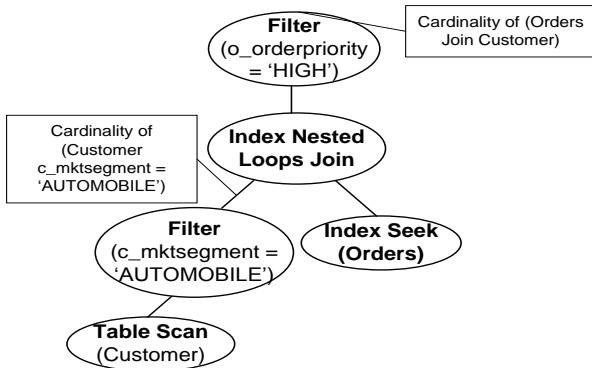 Filter
(o_orderpriority
= ‘HIGH’)
Cardinality of (Orders
Join Customer)
Cardinality of
(Customer
c_mktsegment =
‘AUTOMOBILE’)
Index Nested
Loops Join
Filter
(c_mktsegment =
‘AUTOMOBILE’)
Index Seek
(Orders)
Table Scan
(Customer)